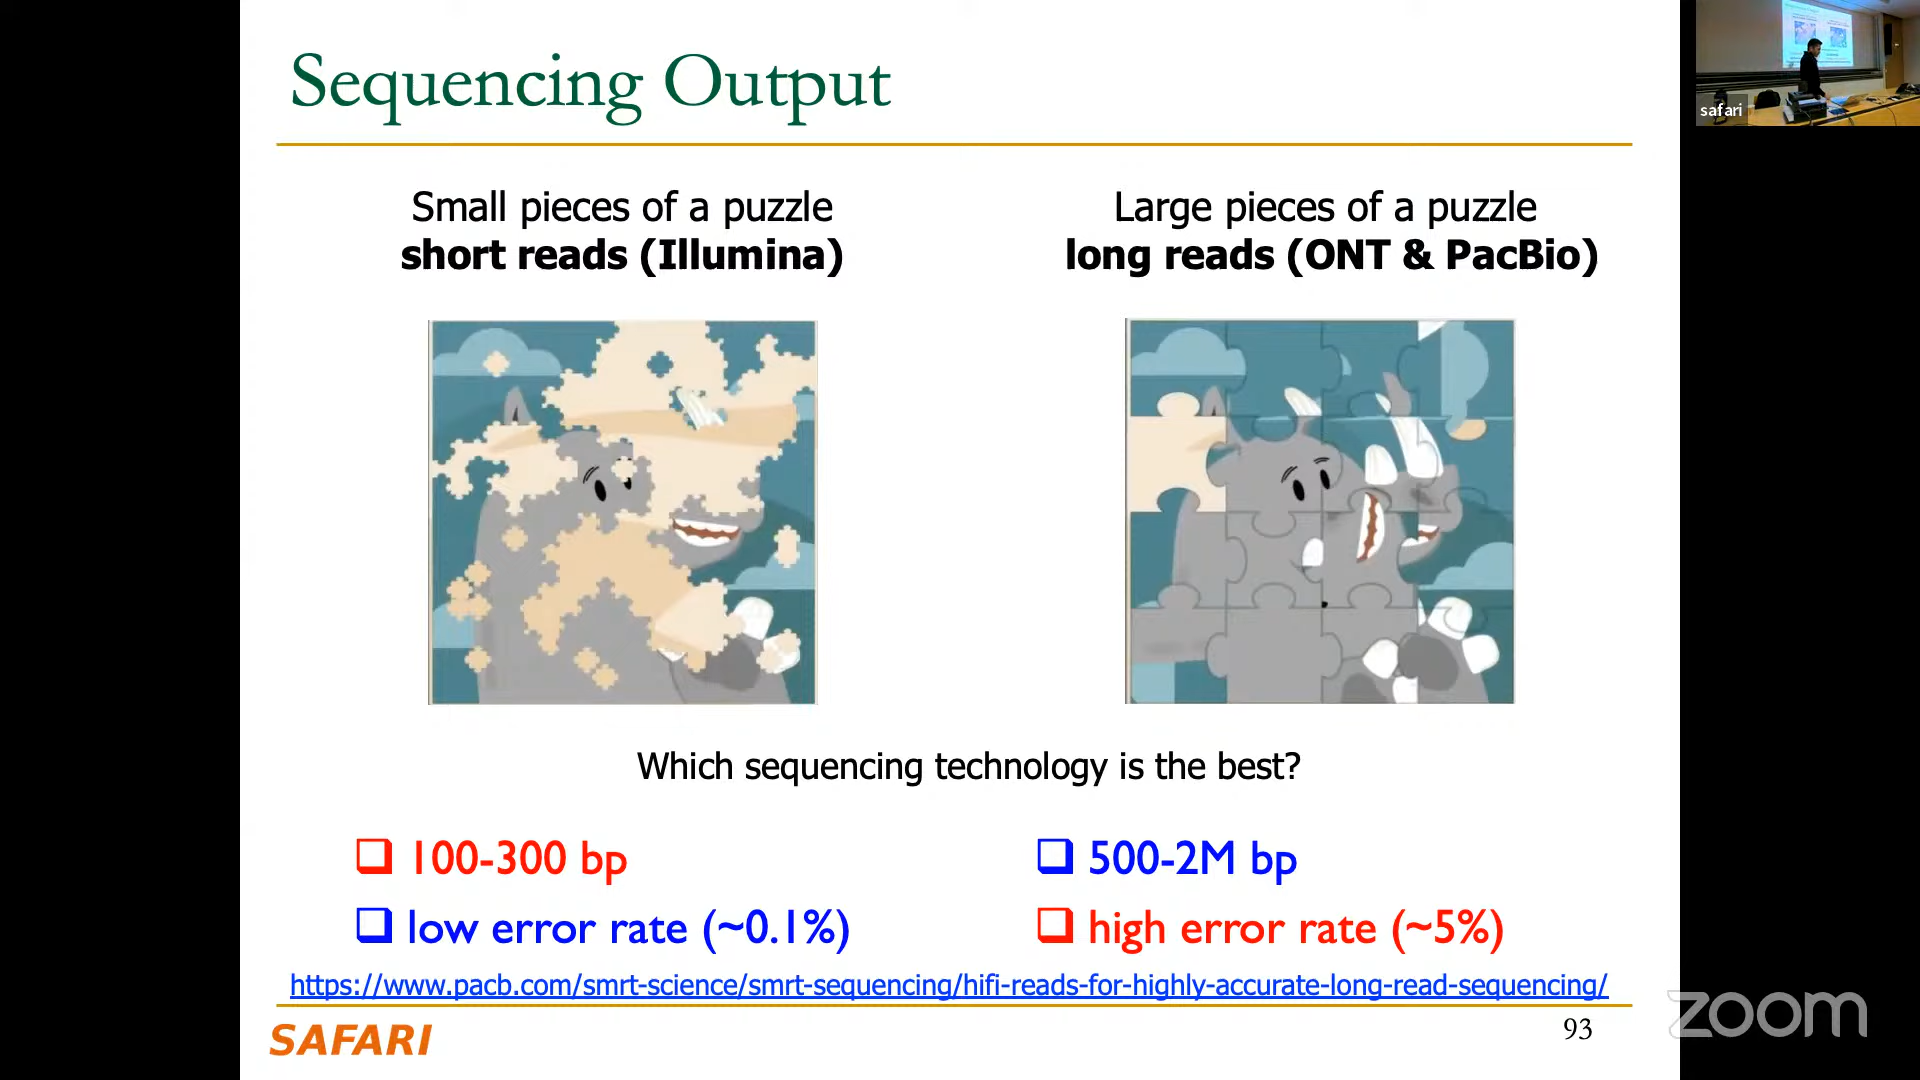 Sequencing Output
Small pieces of a puzzle
short reads (Illumina)
Large pieces of a puzzle
long reads (ONT & PacBio)
Which sequencing technology is the best?
100-300 bp
low error rate (~0.1%)
500-2M bp
high error rate (~5%)
https://www.pacb.com/smrt-science/smrt-sequencing/hifi-reads-for-highly-accurate-long-read-sequencing/
SAFARI
93
safari
zoom